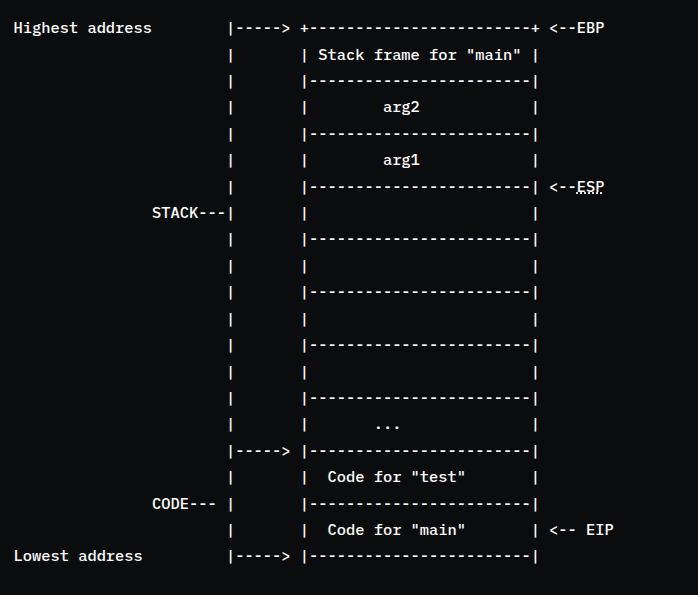 Highest address        |-----> +------------------------+ <--EBP
                       |       | Stack frame for "main" |
                       |       |------------------------|
                       |       |        arg2            |
                       |       |------------------------|
                       |       |        arg1            |
                       |       |------------------------| <--ESP
               STACK---|       |                        |
                       |       |------------------------|
                       |       |                        |
                       |       |------------------------|
                       |       |                        |
                       |       |------------------------|
                       |       |                        |
                       |       |------------------------|
                       |       |       ...              |
                       |-----> |------------------------|
                       |       |  Code for "test"       |
               CODE--- |       |------------------------|
                       |       |  Code for "main"       | <-- EIP
Lowest address         |-----> |------------------------|